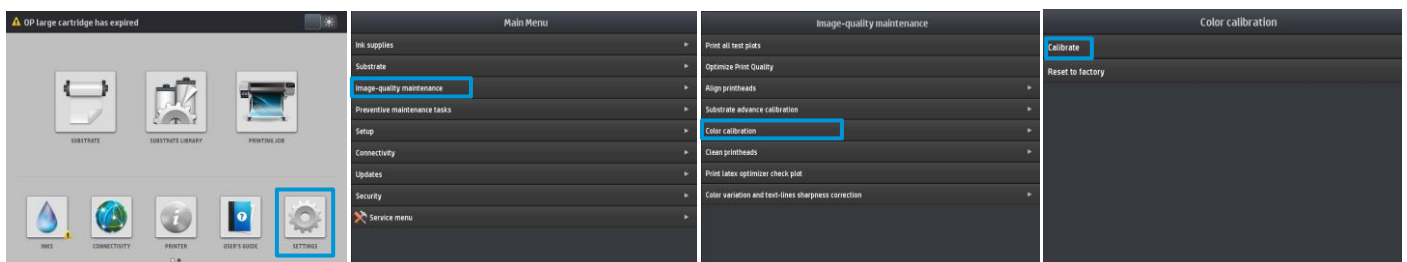 OP large cartridge has expired
SUBSTRATE
SUBSTRATE LIBRARY
PRINTING JOB
INKS
CONNECTIVITY
PRINTER
USER'S GUIDE
SETTINGS
Main Menu
Ink supplies
Substrate
Image-quality maintenance
Preventive maintenance tasks
Setup
Connectivity
Updates
Security
Service menu
Image-quality maintenance
Print all test plots
Optimize Print Quality
Align printheads
Substrate advance calibration
Color calibration
Clean printheads
Print latex optimizer check plot
Color variation and text-lines sharpness correction
Color calibration
Calibrate
Reset to factory